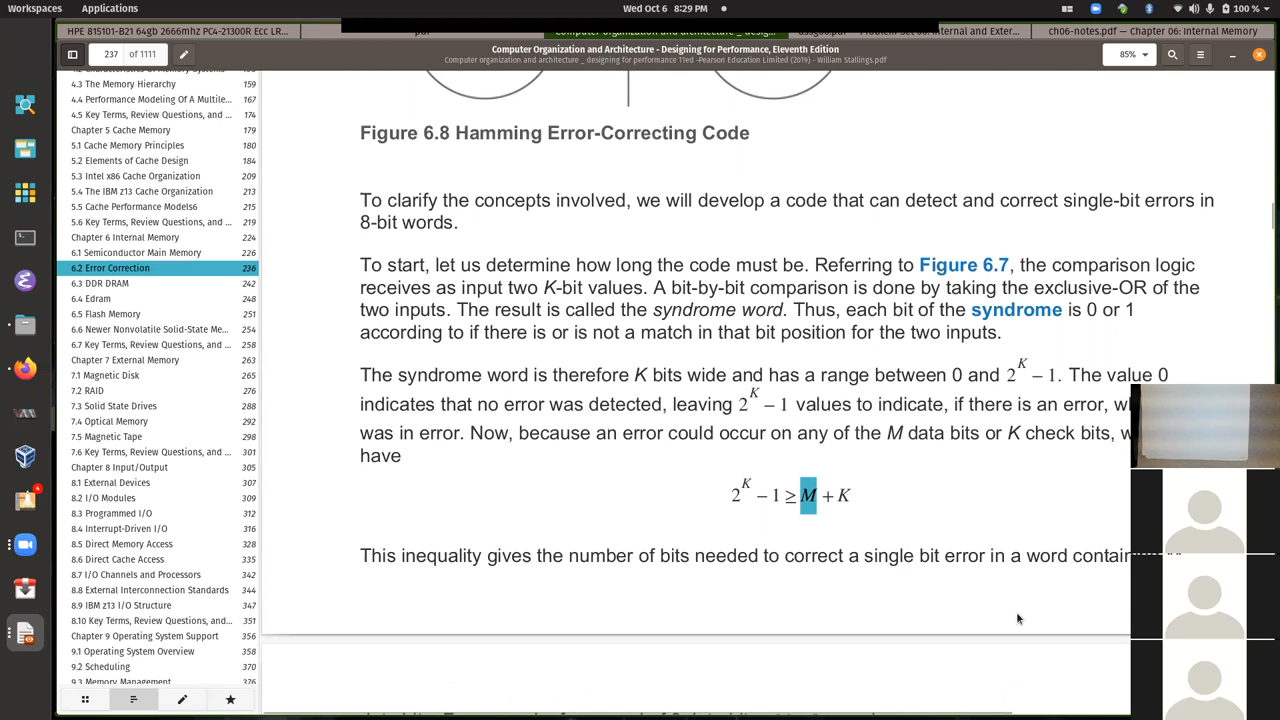 Workspaces Applications
Wed Oct 6 8:29 PM
100 %
HPE 815101-B21 64gb 2666mhz PC4-21300R Ecc LR...
ch06-notes.pdf — Chapter 06: Internal Memory
237 of 1111
Computer Organization and Architecture - Designing for Performance, Eleventh Edition
Computer organization and architecture _ designing for performance 11ed -Pearson Education Limited (2019) - William Stallings.pdf
85%
4.2 Characteristics Of Memory Systems
4.3 The Memory Hierarchy 159
4.4 Performance Modeling Of A Multile... 167
4.5 Key Terms, Review Questions, and ... 174
Chapter 5 Cache Memory 179
5.1 Cache Memory Principles 180
5.2 Elements of Cache Design 184
5.3 Intel x86 Cache Organization 209
5.4 The IBM z13 Cache Organization 213
5.5 Cache Performance Models6 215
5.6 Key Terms, Review Questions, and ... 219
Chapter 6 Internal Memory 224
6.1 Semiconductor Main Memory 226
6.2 Error Correction 236
6.3 DDR DRAM 242
6.4 Edram 248
6.5 Flash Memory 251
6.6 Newer Nonvolatile Solid-State Me... 254
6.7 Key Terms, Review Questions, and ... 258
Chapter 7 External Memory 263
7.1 Magnetic Disk 265
7.2 RAID 276
7.3 Solid State Drives 288
7.4 Optical Memory 292
7.5 Magnetic Tape 298
7.6 Key Terms, Review Questions, and ... 301
Chapter 8 Input/Output 305
8.1 External Devices 307
8.2 I/O Modules 309
8.3 Programmed I/O 312
8.4 Interrupt-Driven I/O 316
8.5 Direct Memory Access 328
8.6 Direct Cache Access 335
8.7 I/O Channels and Processors 342
8.8 External Interconnection Standards 344
8.9 IBM z13 I/O Structure 347
8.10 Key Terms, Review Questions, and... 351
Chapter 9 Operating System Support 356
9.1 Operating System Overview 358
9.2 Scheduling 370
9.3 Memory Management 376
Figure 6.8 Hamming Error-Correcting Code
To clarify the concepts involved, we will develop a code that can detect and correct single-bit errors in
8-bit words.
To start, let us determine how long the code must be. Referring to Figure 6.7, the comparison logic
receives as input two K-bit values. A bit-by-bit comparison is done by taking the exclusive-OR of the
two inputs. The result is called the syndrome word. Thus, each bit of the syndrome is 0 or 1
according to if there is or is not a match in that bit position for the two inputs.
The syndrome word is therefore K bits wide and has a range between 0 and 2^K − 1. The value 0
indicates that no error was detected, leaving 2^K − 1 values to indicate, if there is an error,
was in error. Now, because an error could occur on any of the M data bits or K check bits,
have
2^K − 1 ≥ M + K
This inequality gives the number of bits needed to correct a single bit error in a word
4